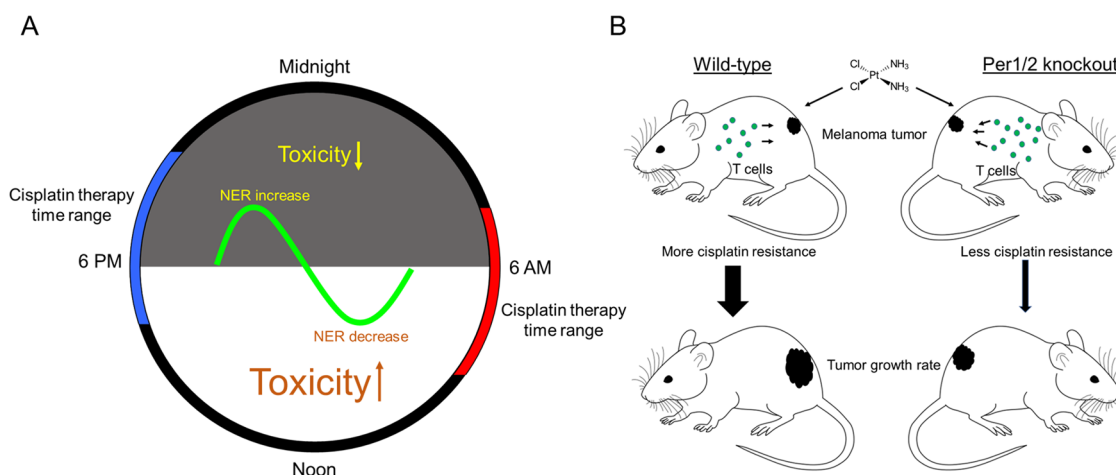 A
Midnight
Toxicity↓
NER increase
Cisplatin therapy
time range
6 PM
6 AM
Cisplatin therapy
time range
NER decrease
Toxicity↑
Noon
B
Wild-type
Per1/2 knockout
Cl
NH₃
Pt
Cl
NH₃
Melanoma tumor
T cells
T cells
More cisplatin resistance
Less cisplatin resistance
Tumor growth rate